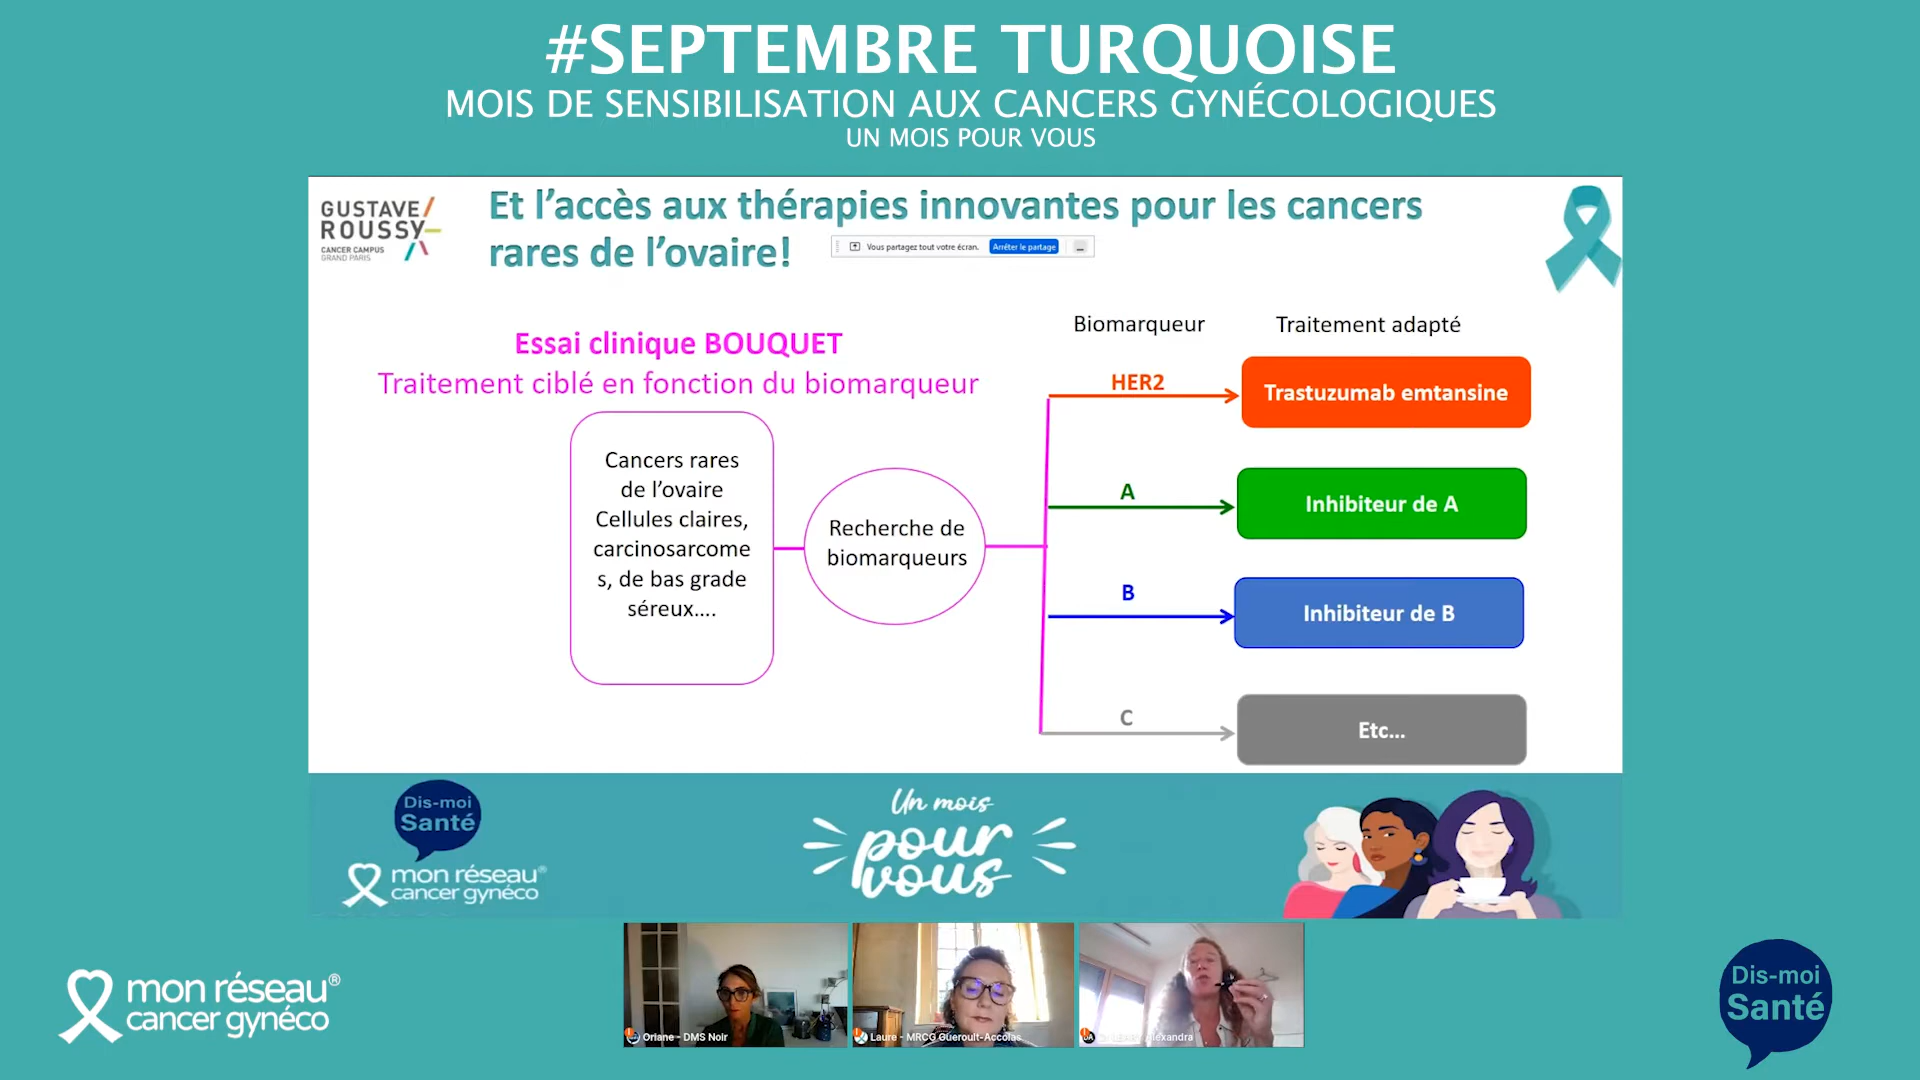 #SEPTEMBRE TURQUOISE
MOIS DE SENSIBILISATION AUX CANCERS GYNÉCOLOGIQUES
UN MOIS POUR VOUS
GUSTAVE
ROUSSY
CANCER CAMPUS
GRAND PARIS
Et l’accès aux thérapies innovantes pour les cancers
rares de l’ovaire!
Vous partagez tout votre écran.
Arrêter le partage
Biomarqueur
Traitement adapté
Essai clinique BOUQUET
Traitement ciblé en fonction du biomarqueur
HER2
Trastuzumab emtansine
Cancers rares
de l’ovaire
Cellules claires,
carcinosarcome
s, de bas grade
séreux....
Recherche de
biomarqueurs
A
Inhibiteur de A
B
Inhibiteur de B
C
Etc...
Dis-moi
Santé
mon réseau®
cancer gynéco
Un mois
pour
vous
Oriane - DMS Noir
Laure - MRCG Gueroult-Accolas
Alexandra
mon réseau®
cancer gynéco
Dis-moi
Santé